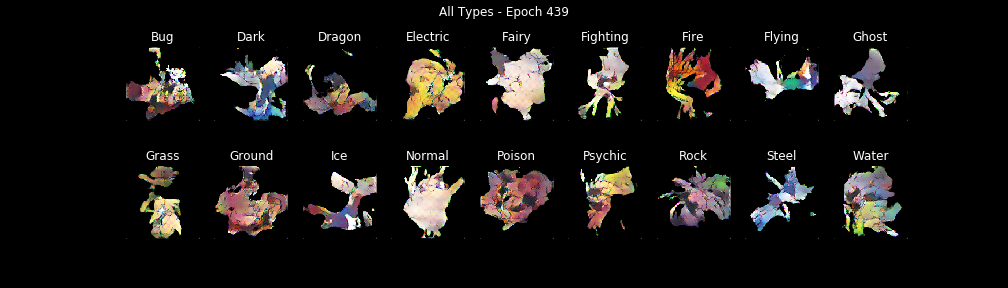 All Types - Epoch 439
Bug Dark Dragon Electric Fairy Fighting Fire Flying Ghost
Grass Ground Ice Normal Poison Psychic Rock Steel Water